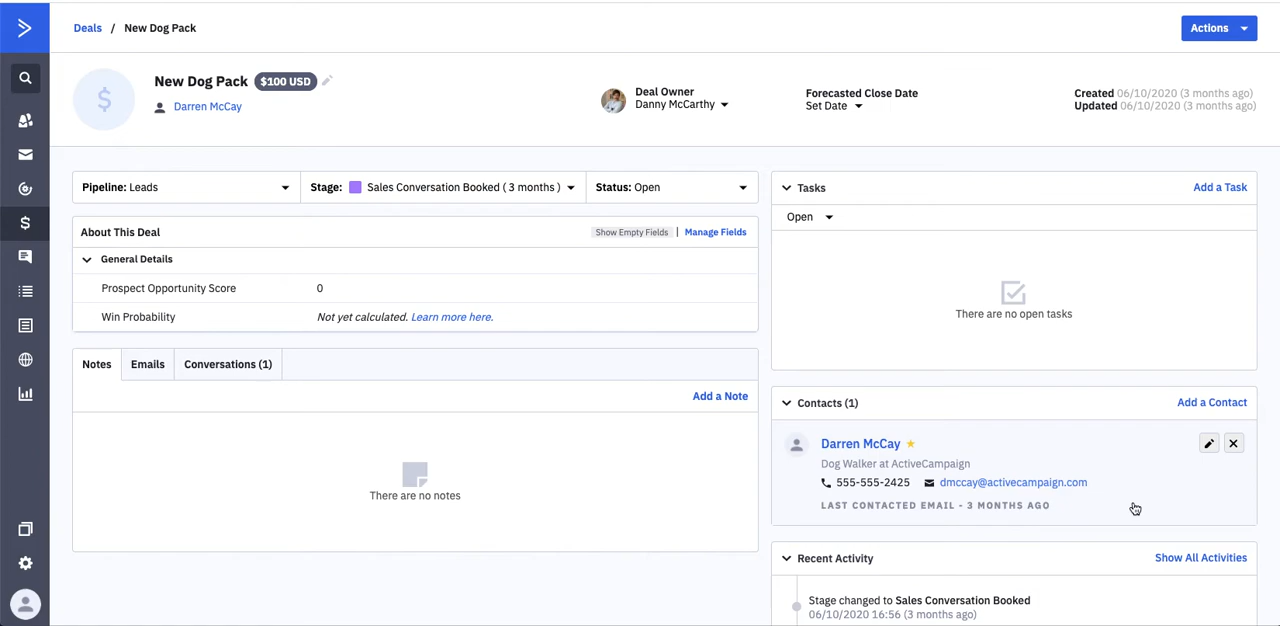 Deals / New Dog Pack
Actions
New Dog Pack $100 USD
Darren McCay
Deal Owner
Danny McCarthy
Forecasted Close Date
Set Date
Created 06/10/2020 (3 months ago)
Updated 06/10/2020 (3 months ago)
Pipeline: Leads
Stage: Sales Conversation Booked ( 3 months )
Status: Open
About This Deal
Show Empty Fields | Manage Fields
General Details
Prospect Opportunity Score 0
Win Probability Not yet calculated. Learn more here.
Notes Emails Conversations (1)
Add a Note
There are no notes
Tasks Add a Task
Open
There are no open tasks
Contacts (1) Add a Contact
Darren McCay
Dog Walker at ActiveCampaign
555-555-2425 dmccay@activecampaign.com
LAST CONTACTED EMAIL - 3 MONTHS AGO
Recent Activity Show All Activities
Stage changed to Sales Conversation Booked
06/10/2020 16:56 (3 months ago)